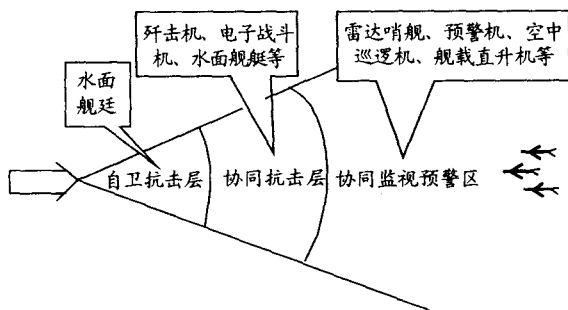 歼击机、电子战斗
机、水面舰艇等
雷达哨舰、预警机、空中
巡逻机、舰载直升机等
水面
舰廷
自卫抗击层
协同抗击层
协同监视预警区